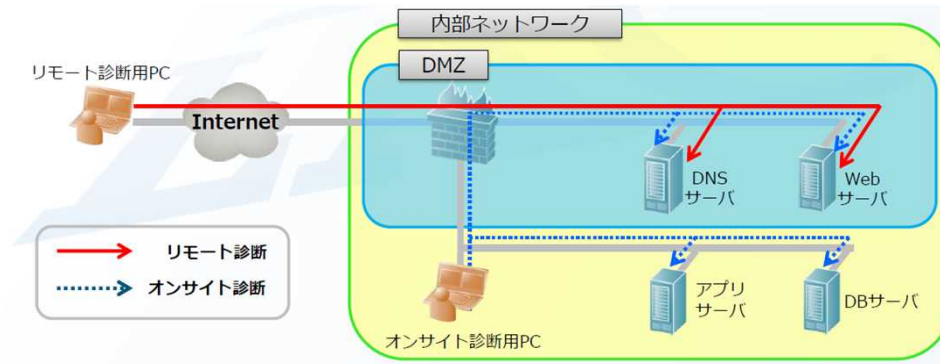 内部ネットワーク
DMZ
リモート診断用PC
Internet
DNS
サーバ
Web
サーバ
リモート診断
オンサイト診断
オンサイト診断用PC
アプリ
サーバ
DBサーバ